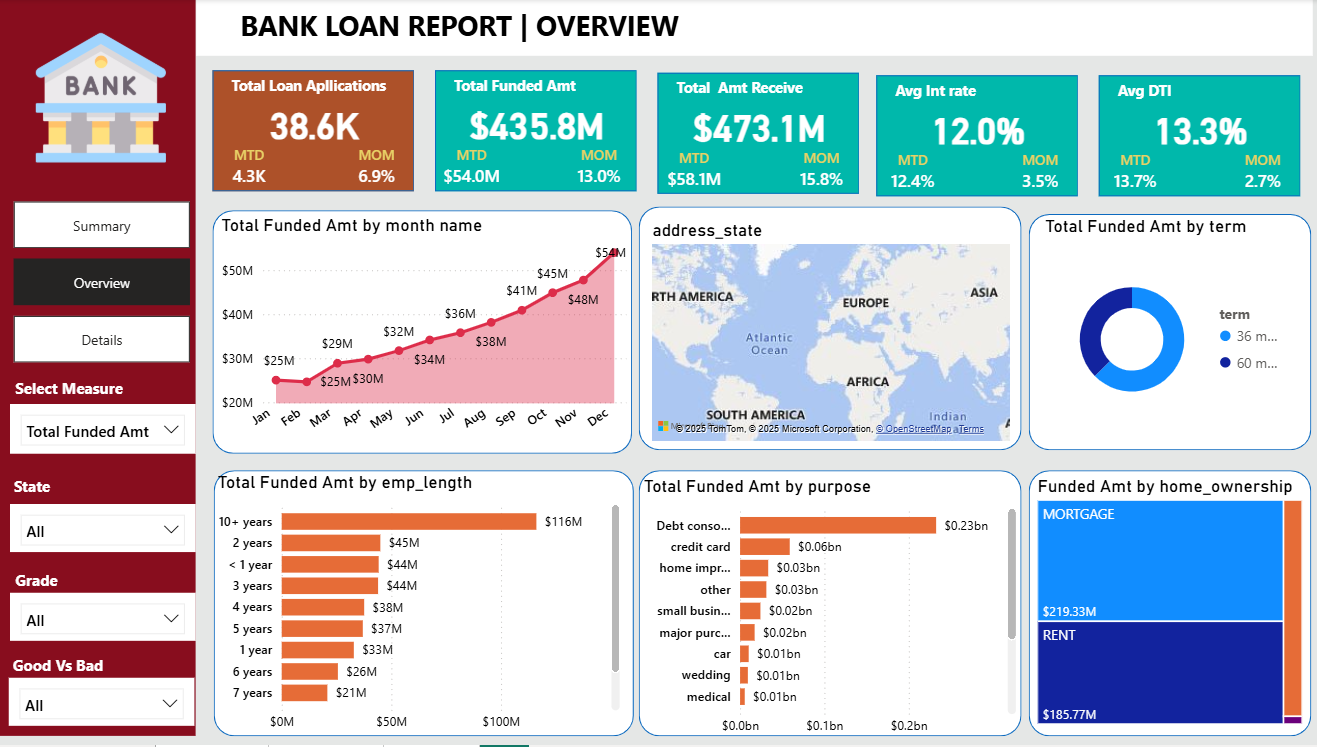 BANK LOAN REPORT | OVERVIEW
BANK
Summary
Overview
Details
Select Measure
Total Funded Amt
State
All
Grade
All
Good Vs Bad
All
Total Loan Apllications
38.6K
MTD MOM
4.3K 6.9%
Total Funded Amt
$435.8M
MTD MOM
$54.0M 13.0%
Total Amt Receive
$473.1M
MTD MOM
$58.1M 15.8%
Avg Int rate
12.0%
MTD MOM
12.4% 3.5%
Avg DTI
13.3%
MTD MOM
13.7% 2.7%
Total Funded Amt by month name
$50M
$40M
$30M
$20M
$25M
$25M
$29M
$30M
$32M
$34M
$36M
$38M
$41M
$45M
$48M
$54M
Jan Feb Mar Apr May Jun Jul Aug Sep Oct Nov Dec
address_state
RTH AMERICA
EUROPE
ASIA
Atlantic
Ocean
AFRICA
SOUTH AMERICA
Indian
© 2025 TomTom, © 2025 Microsoft Corporation, © OpenStreetMap Terms
Total Funded Amt by term
term
36 m...
60 m...
Total Funded Amt by emp_length
10+ years $116M
2 years $45M
< 1 year $44M
3 years $44M
4 years $38M
5 years $37M
1 year $33M
6 years $26M
7 years $21M
$0M $50M $100M
Total Funded Amt by purpose
Debt conso... $0.23bn
credit card $0.06bn
home impr... $0.03bn
other $0.03bn
small busin... $0.02bn
major purc... $0.02bn
car $0.01bn
wedding $0.01bn
medical $0.01bn
$0.0bn $0.1bn $0.2bn
Funded Amt by home_ownership
MORTGAGE
$219.33M
RENT
$185.77M